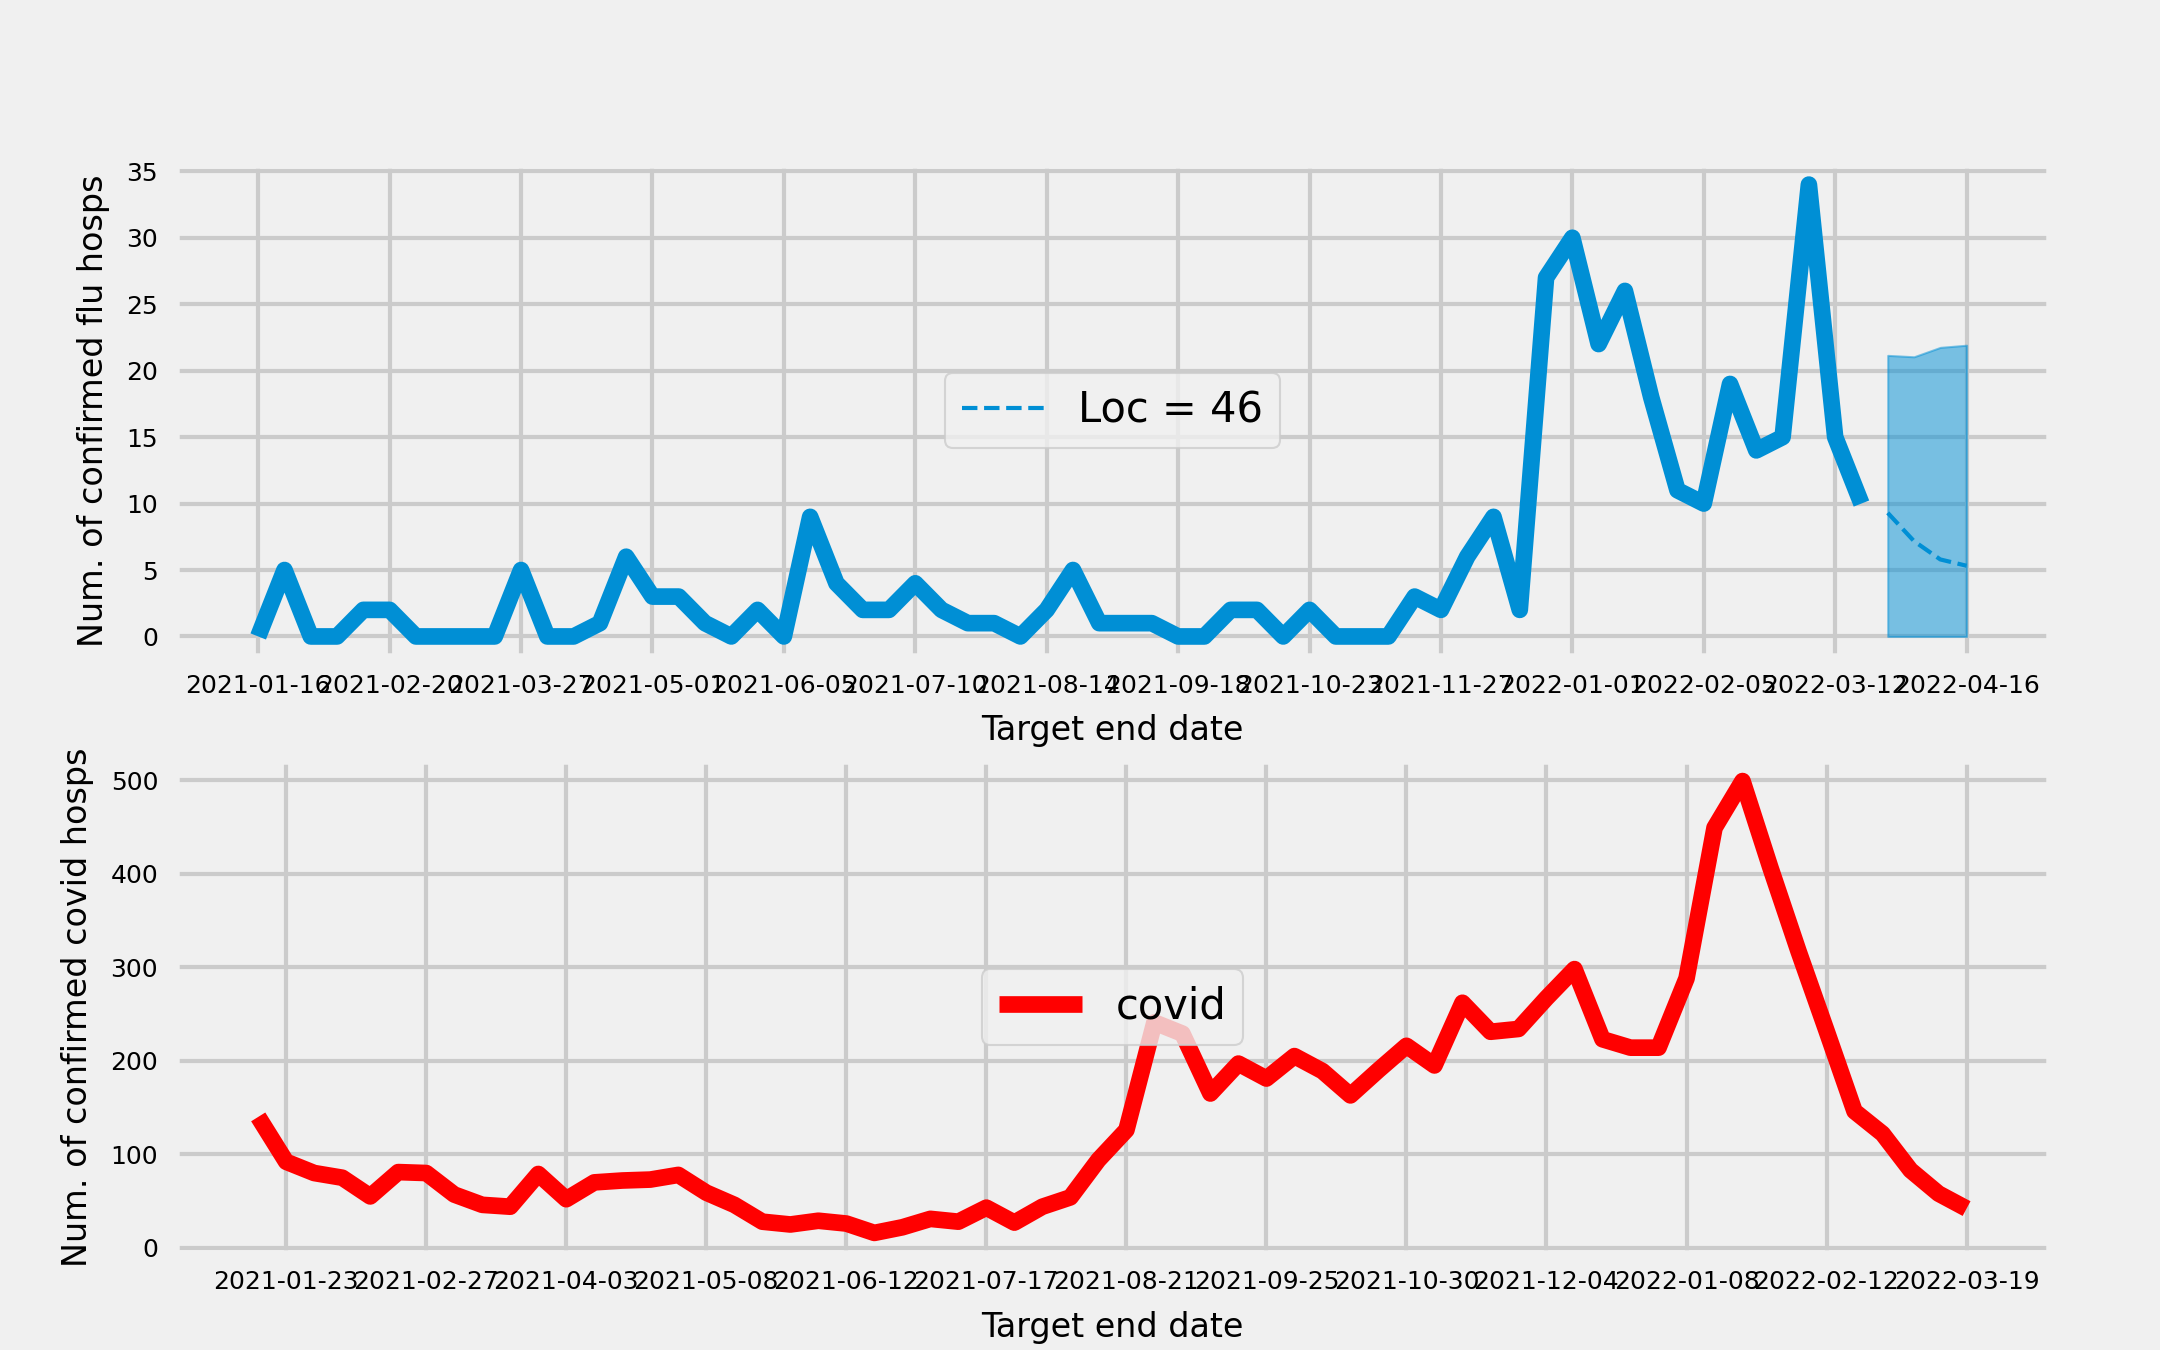 Num. of confirmed flu hosps
35
30
25
20
15
10
5
0
Loc = 46
2021-01-16 2021-02-20 2021-03-27 2021-05-01 2021-06-05 2021-07-10 2021-08-14 2021-09-18 2021-10-23 2021-11-27 2022-01-01 2022-02-05 2022-03-12 2022-04-16
Target end date
Num. of confirmed covid hosps
500
400
300
200
100
0
covid
2021-01-23 2021-02-27 2021-04-03 2021-05-08 2021-06-12 2021-07-17 2021-08-21 2021-09-25 2021-10-30 2021-12-04 2022-01-08 2022-02-12 2022-03-19
Target end date